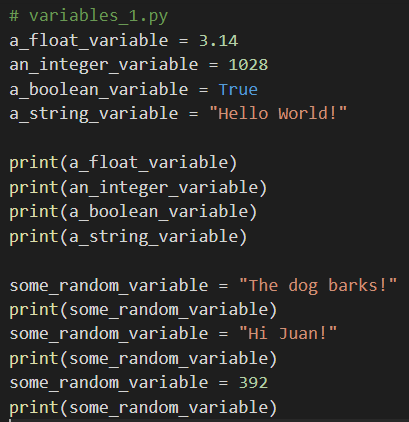 # variables_1.py
a_float_variable = 3.14
an_integer_variable = 1028
a_boolean_variable = True
a_string_variable = "Hello World!"

print(a_float_variable)
print(an_integer_variable)
print(a_boolean_variable)
print(a_string_variable)

some_random_variable = "The dog barks!"
print(some_random_variable)
some_random_variable = "Hi Juan!"
print(some_random_variable)
some_random_variable = 392
print(some_random_variable)